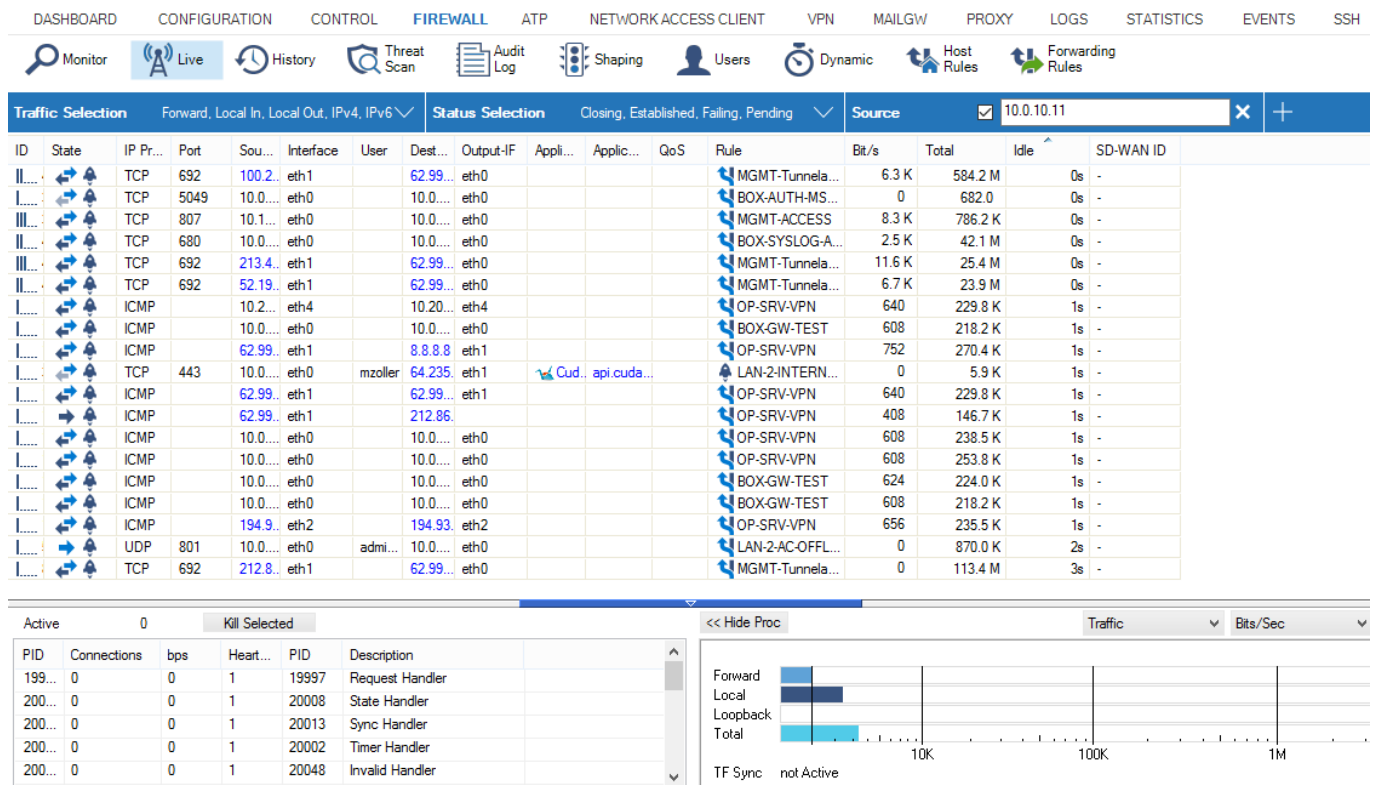 DASHBOARD CONFIGURATION CONTROL FIREWALL ATP NETWORK ACCESS CLIENT VPN MAILGW PROXY LOGS STATISTICS EVENTS SSH
Monitor Live History Threat Scan Audit Log Shaping Users Dynamic Host Rules Forwarding Rules
Traffic Selection Forward, Local In, Local Out, IPv4, IPv6 Status Selection Closing, Established, Failing, Pending Source 10.0.10.11
ID State IP Pr... Port Sou... Interface User Dest... Output-IF Appli... Applic... QoS Rule Bit/s Total Idle SD-WAN ID
TCP 692 100.2.. eth1 62.99... eth0 MGMT-Tunnela... 6.3 K 584.2 M 0s -
TCP 5049 10.0.... eth0 10.0.... eth0 BOX-AUTH-MS... 0 682.0 0s -
TCP 807 10.1... eth0 10.0.... eth0 MGMT-ACCESS 8.3 K 786.2 K 0s -
TCP 680 10.0.... eth0 10.0.... eth0 BOX-SYSLOG-A... 2.5 K 42.1 M 0s -
TCP 692 213.4.. eth1 62.99... eth0 MGMT-Tunnela... 11.6 K 25.4 M 0s -
TCP 692 52.19... eth1 62.99... eth0 MGMT-Tunnela... 6.7 K 23.9 M 0s -
ICMP 10.2... eth4 10.20... eth4 OP-SRV-VPN 640 229.8 K 1s -
ICMP 10.0.... eth0 10.0.... eth0 BOX-GW-TEST 608 218.2 K 1s -
ICMP 62.99... eth1 8.8.8.8 eth1 OP-SRV-VPN 752 270.4 K 1s -
TCP 443 10.0.... eth0 mzoller 64.235. eth1 Cud.. api.cuda... LAN-2-INTERN... 0 5.9 K 1s -
ICMP 62.99.. eth1 62.99... eth1 OP-SRV-VPN 640 229.8 K 1s -
ICMP 62.99... eth1 212.86. OP-SRV-VPN 408 146.7 K 1s -
ICMP 10.0.... eth0 10.0.... eth0 OP-SRV-VPN 608 238.5 K 1s -
ICMP 10.0.... eth0 10.0.... eth0 OP-SRV-VPN 608 253.8 K 1s -
ICMP 10.0.... eth0 10.0.... eth0 BOX-GW-TEST 624 224.0 K 1s -
ICMP 10.0.... eth0 10.0.... eth0 BOX-GW-TEST 608 218.2 K 1s -
ICMP 194.9.. eth2 194.93. eth2 OP-SRV-VPN 656 235.5 K 1s -
UDP 801 10.0.... eth0 admi... 10.0.... eth0 LAN-2-AC-OFFL... 0 870.0 K 2s -
TCP 692 212.8.. eth1 62.99... eth0 MGMT-Tunnela... 0 113.4 M 3s -
Active 0 Kill Selected << Hide Proc Traffic Bits/Sec
PID Connections bps Heart... PID Description
199... 0 0 1 19997 Request Handler
200... 0 0 1 20008 State Handler
200... 0 0 1 20013 Sync Handler
200... 0 0 1 20002 Timer Handler
200... 0 0 1 20048 Invalid Handler
Forward
Local
Loopback
Total
10K 100K 1M
TF Sync not Active